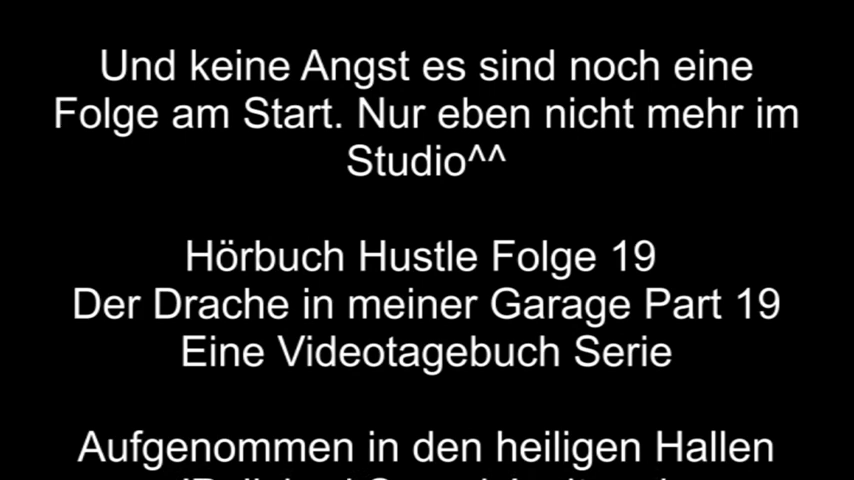 Und keine Angst es sind noch eine
Folge am Start. Nur eben nicht mehr im
Studio^^
Hörbuch Hustle Folge 19
Der Drache in meiner Garage Part 19
Eine Videotagebuch Serie
Aufgenommen in den heiligen Hallen